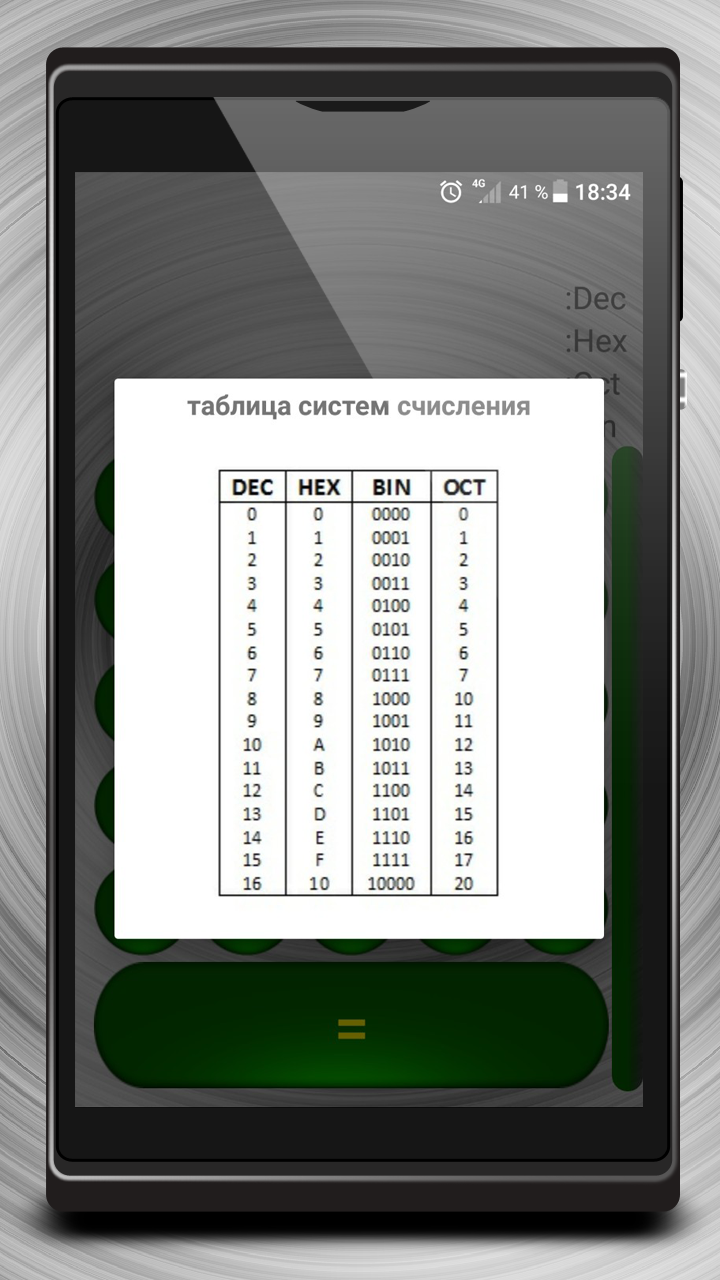 4G 41 % 18:34
:Dec
:Hex
таблица систем счисления
DEC HEX BIN OCT
0 0 0000 0
1 1 0001 1
2 2 0010 2
3 3 0011 3
4 4 0100 4
5 5 0101 5
6 6 0110 6
7 7 0111 7
8 8 1000 10
9 9 1001 11
10 A 1010 12
11 B 1011 13
12 C 1100 14
13 D 1101 15
14 E 1110 16
15 F 1111 17
16 10 10000 20
=